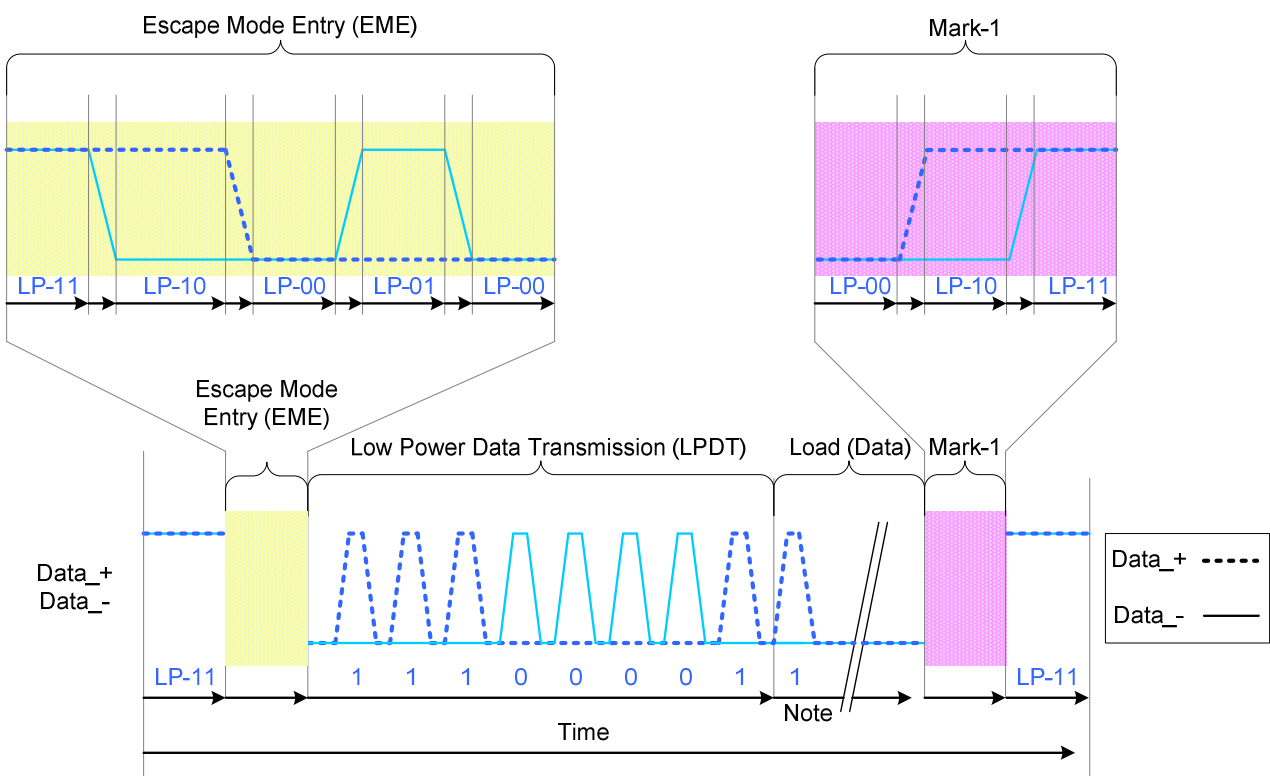 Escape Mode Entry (EME)
Mark-1
LP-11 LP-10 LP-00 LP-01 LP-00
LP-00 LP-10 LP-11
Escape Mode
Entry (EME)
Low Power Data Transmission (LPDT)
Load (Data)
Mark-1
Data_+
Data_-
Data_+
Data_-
LP-11 1 1 1 0 0 0 0 1 1 LP-11
Note
Time